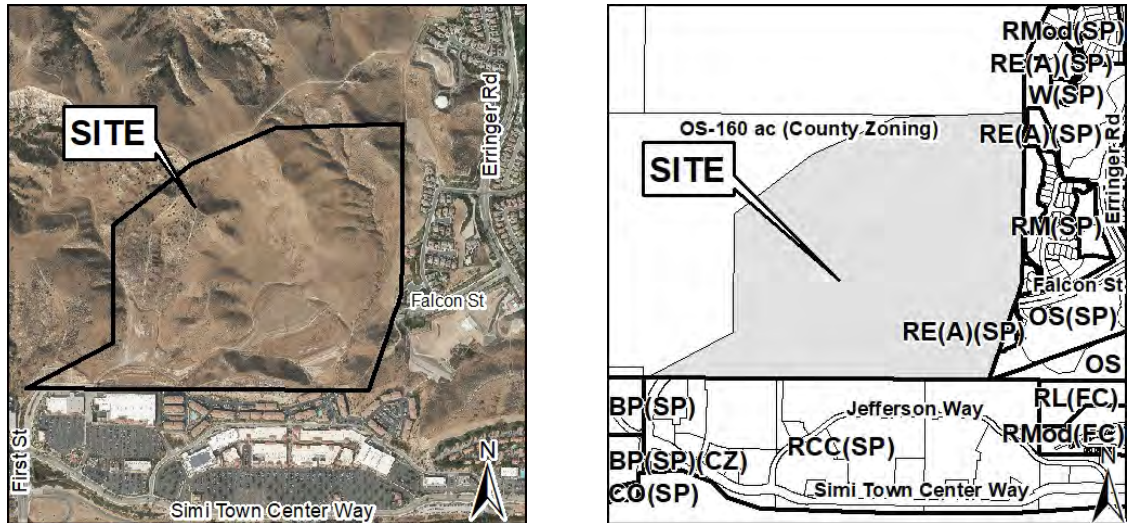 SITE
Erringer Rd
Falcon St
First St
N
Simi Town Center Way
RMod(SP)
RE(A)(SP)
W(SP)
OS-160 ac (County Zoning)
RE(A)(SP)
SITE
Erringer Rd
RM(SP)
Falcon St
OS(SP)
RE(A)(SP)
OS
BP(SP)
RL(FC)
Jefferson Way
RMod(FC)
RCC(SP)
N
BP(SP)(CZ)
CO(SP)
Simi Town Center Way